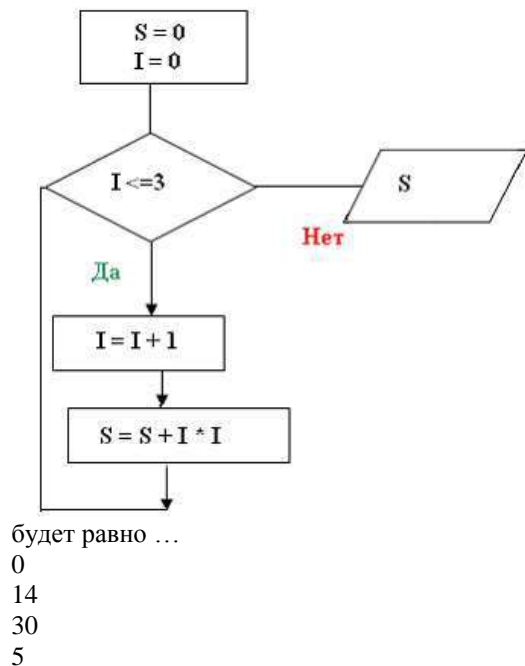 S = 0
I = 0
I <=3
S
Нет
Да
I = I + 1
S = S + I * I
будет равно …
0
14
30
5